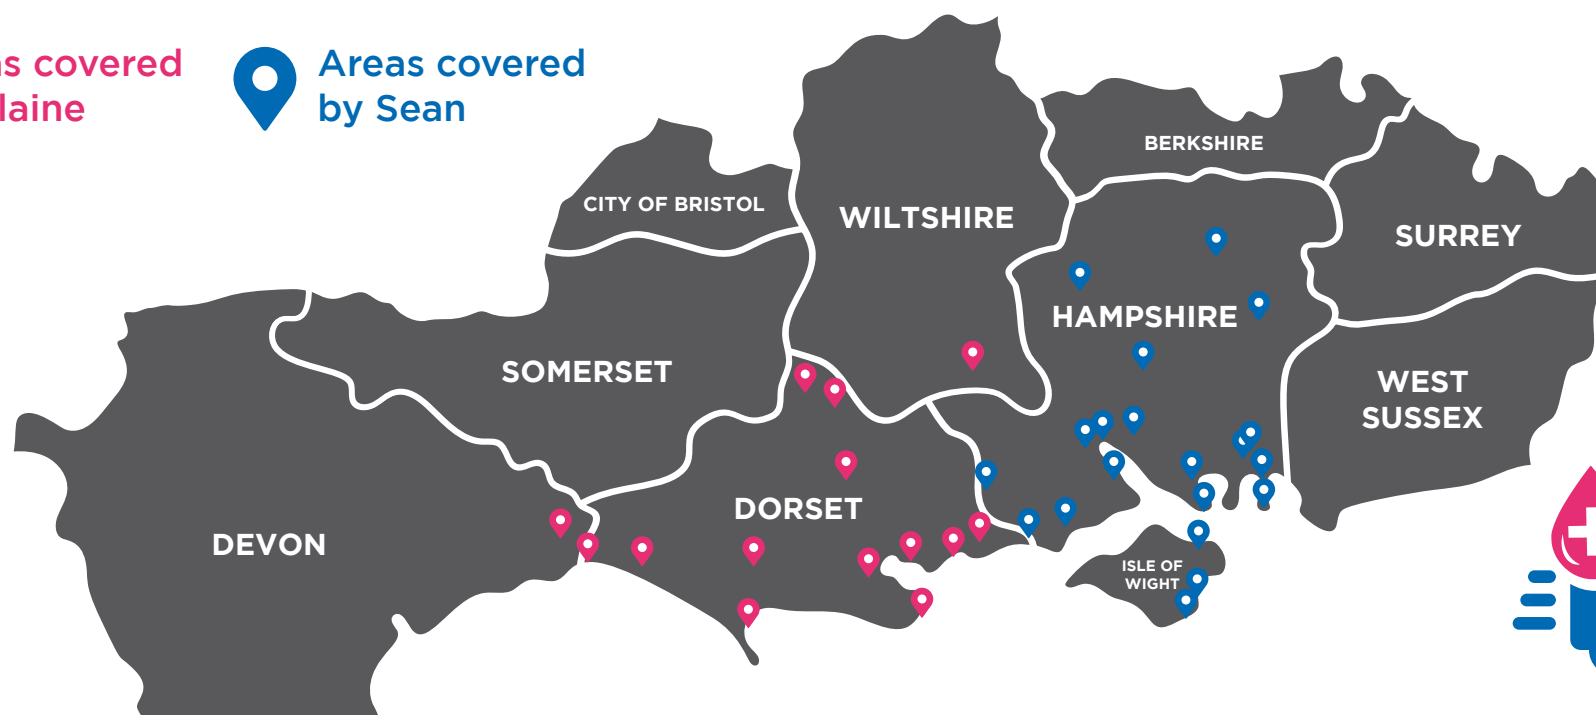 s covered
laine
Areas covered
by Sean
BERKSHIRE
CITY OF BRISTOL
WILTSHIRE
SURREY
HAMPSHIRE
SOMERSET
WEST
SUSSEX
DORSET
DEVON
ISLE OF
WIGHT